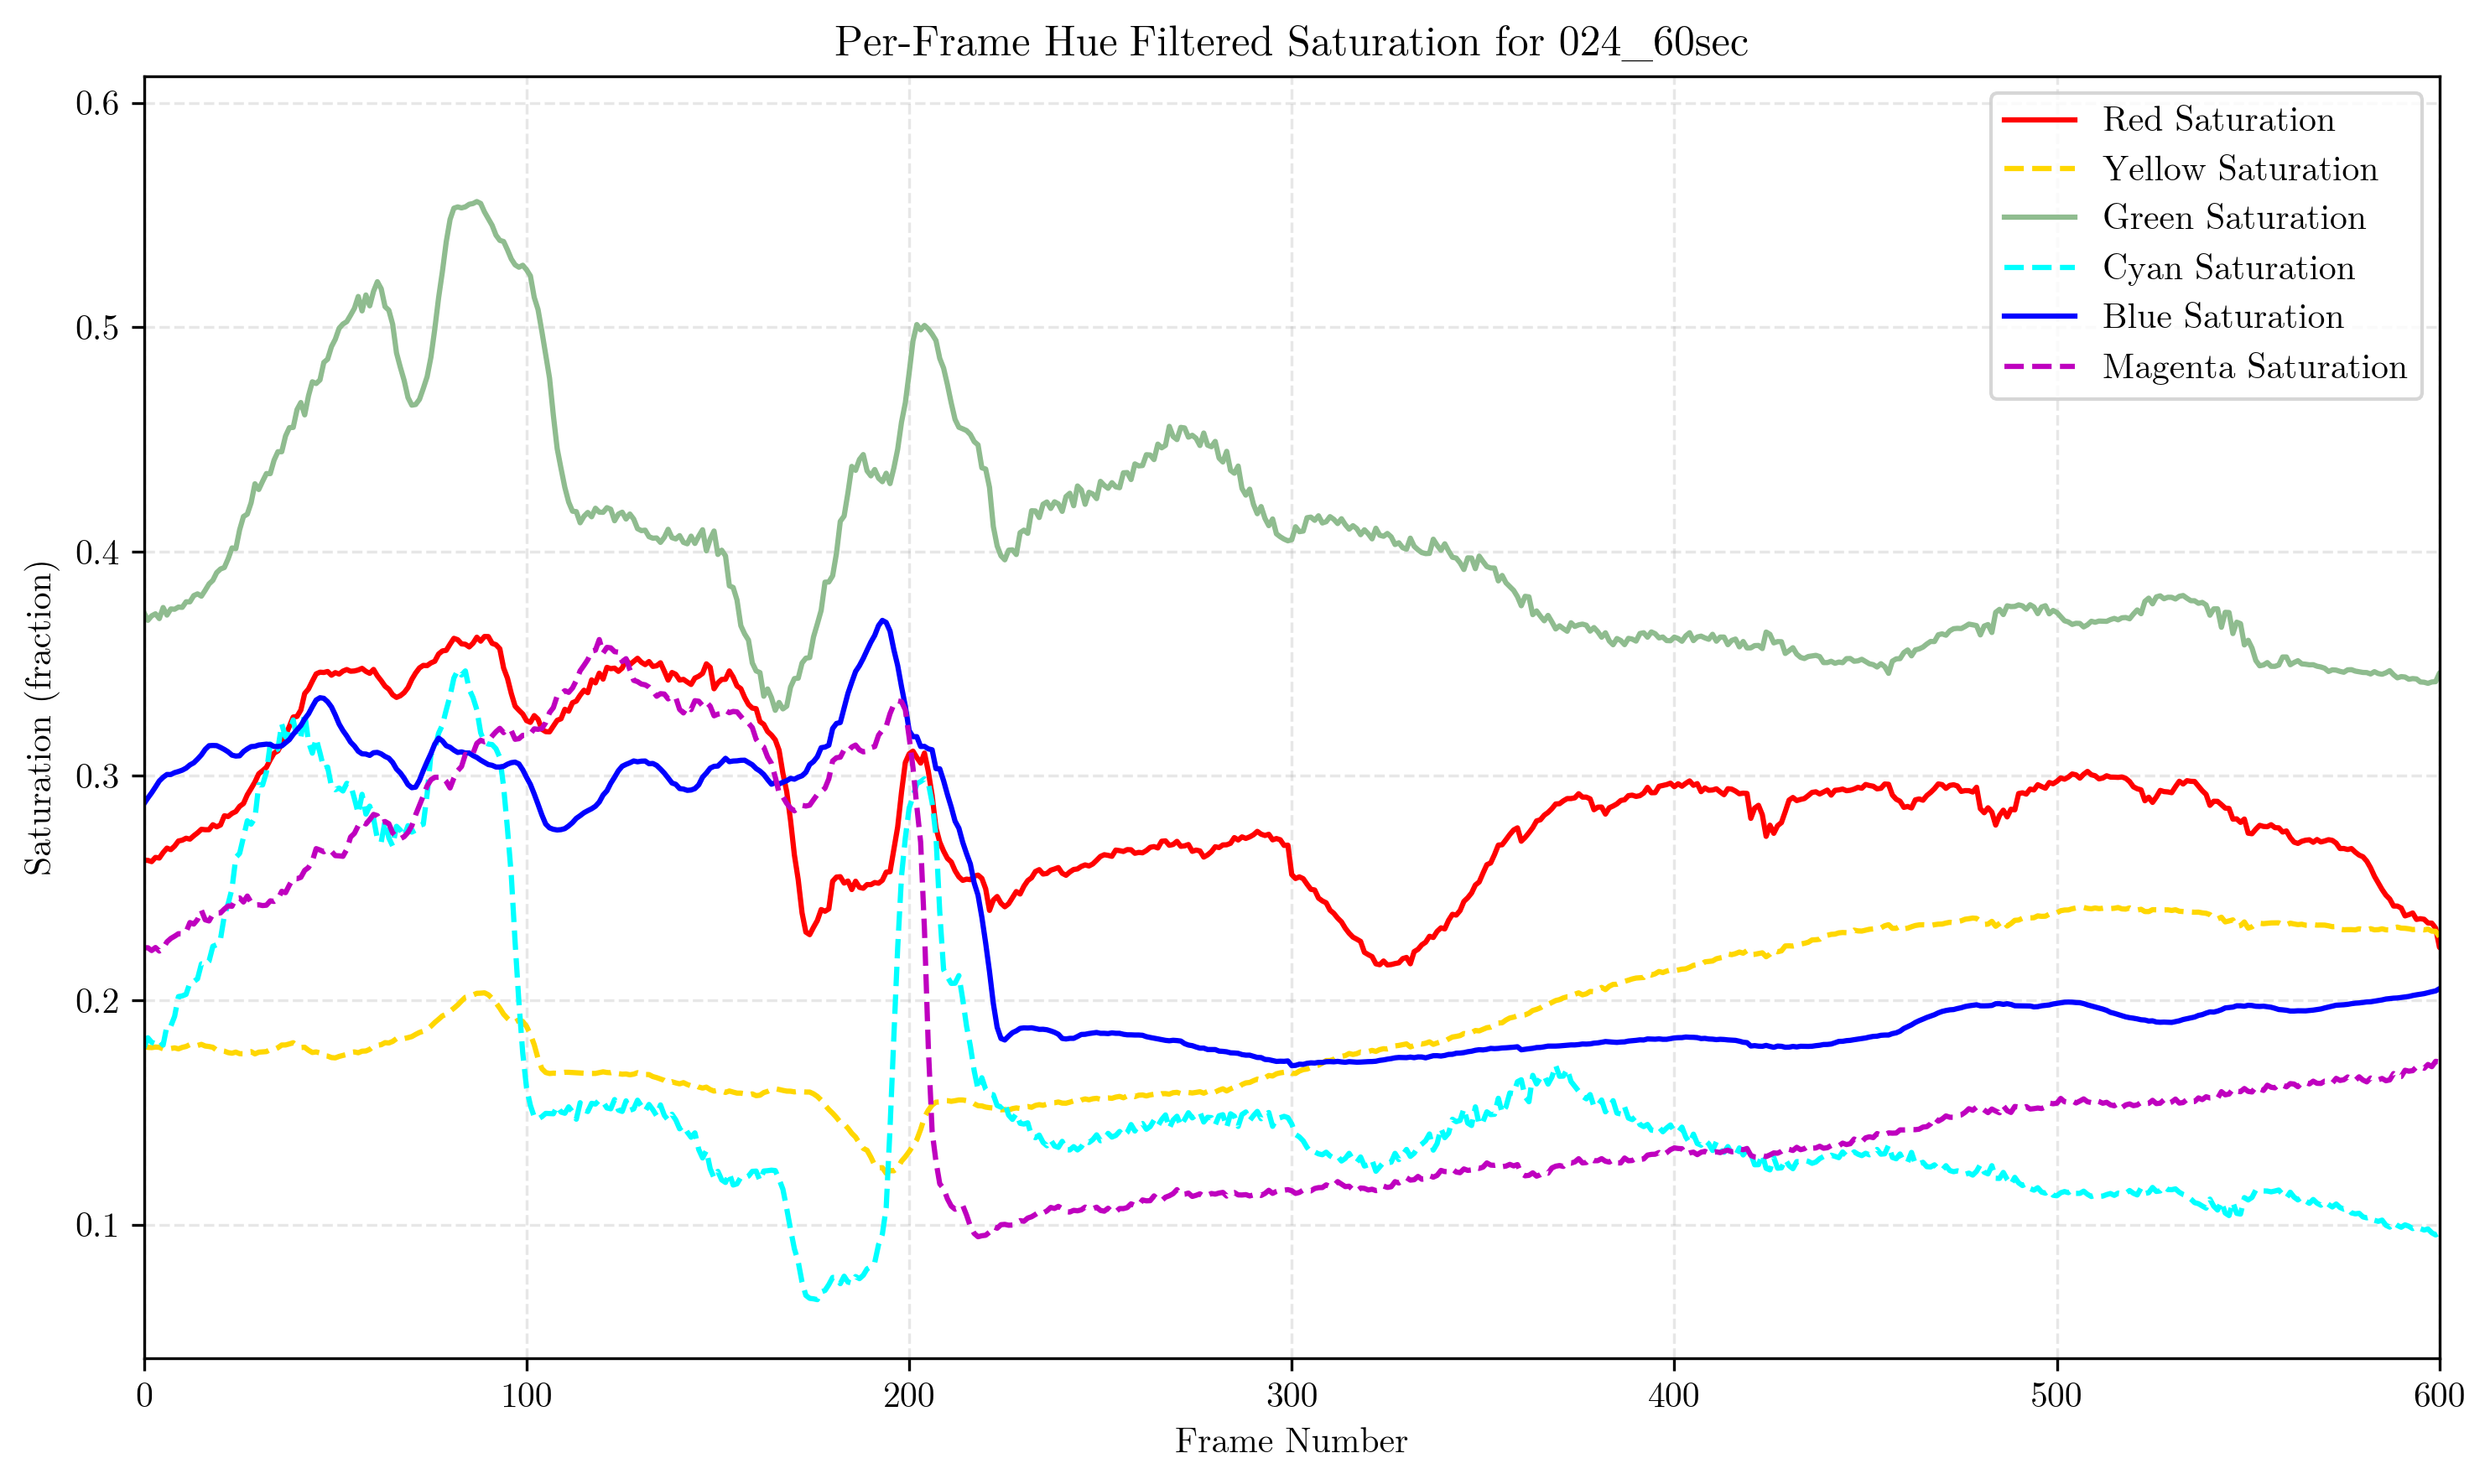 Per-Frame Hue Filtered Saturation for 024_60sec
Saturation (fraction)
0.6
0.5
0.4
0.3
0.2
0.1
Red Saturation
Yellow Saturation
Green Saturation
Cyan Saturation
Blue Saturation
Magenta Saturation
0 100 200 300 400 500 600
Frame Number